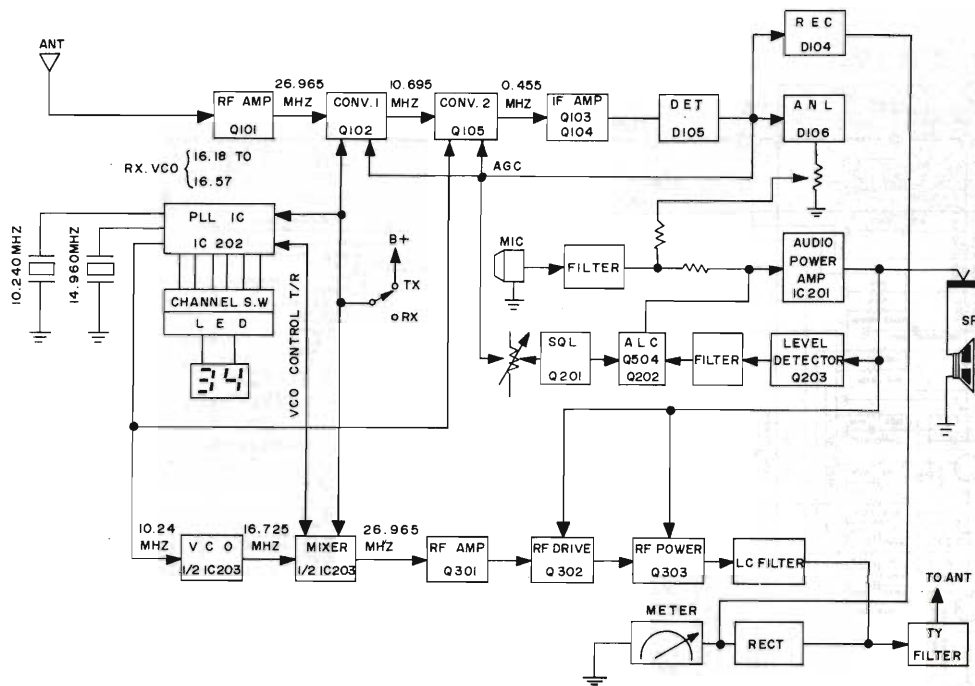 ANT
RF AMP
Q101
26.965
MHZ
CONV. 1
Q102
10.695
MHZ
CONV. 2
Q105
0.455
MHZ
IF AMP
Q103
Q104
DET
D105
REC
D104
ANL
D106
AGC
RX. VCO
16.18 TO
16.57
PLL IC
IC 202
10.240MHZ
14.960MHZ
CHANNEL S.W
LED
34
VCO CONTROL T/R
B+
TX
RX
MIC
FILTER
AUDIO
POWER
AMP
IC201
SQL
Q201
ALC
Q504
Q202
FILTER
LEVEL
DETECTOR
Q203
SP
10.24
MHZ
VCO
1/2 IC203
16.725
MHZ
MIXER
1/2 IC203
26.965
MHZ
RF AMP
Q301
RF DRIVE
Q302
RF POWER
Q303
LC FILTER
METER
RECT
TO ANT
TY
FILTER